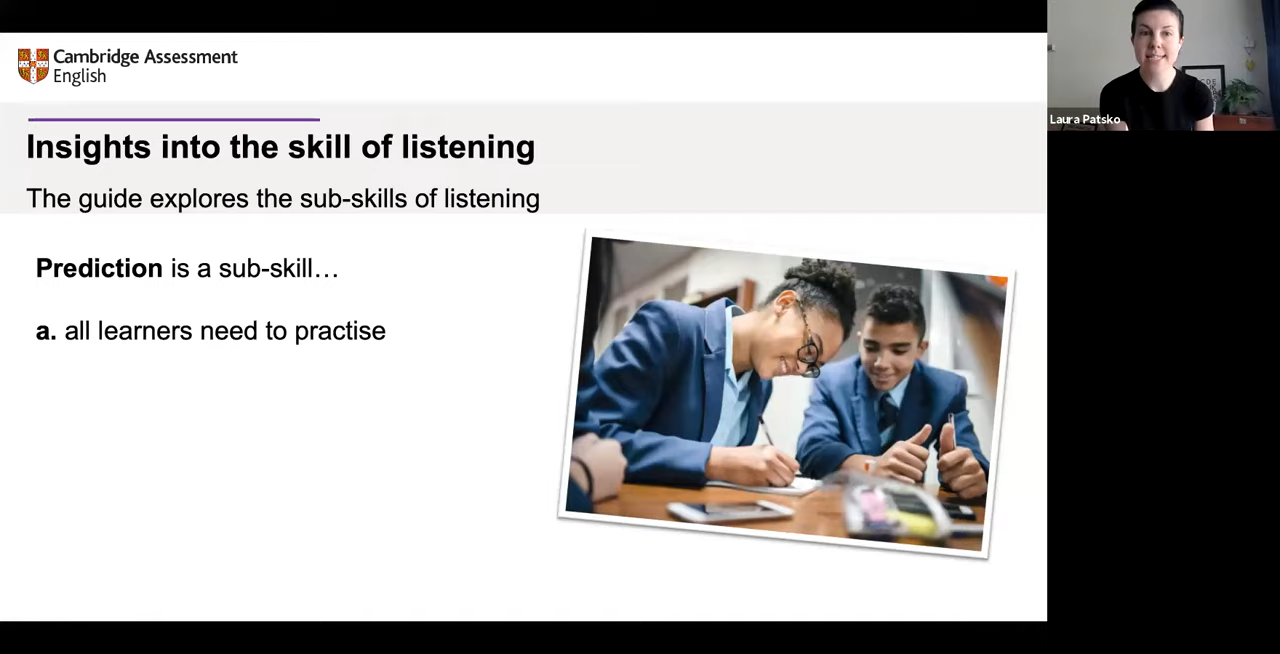 Cambridge Assessment
English
Insights into the skill of listening
The guide explores the sub-skills of listening
Prediction is a sub-skill…
a. all learners need to practise
Laura Patsko